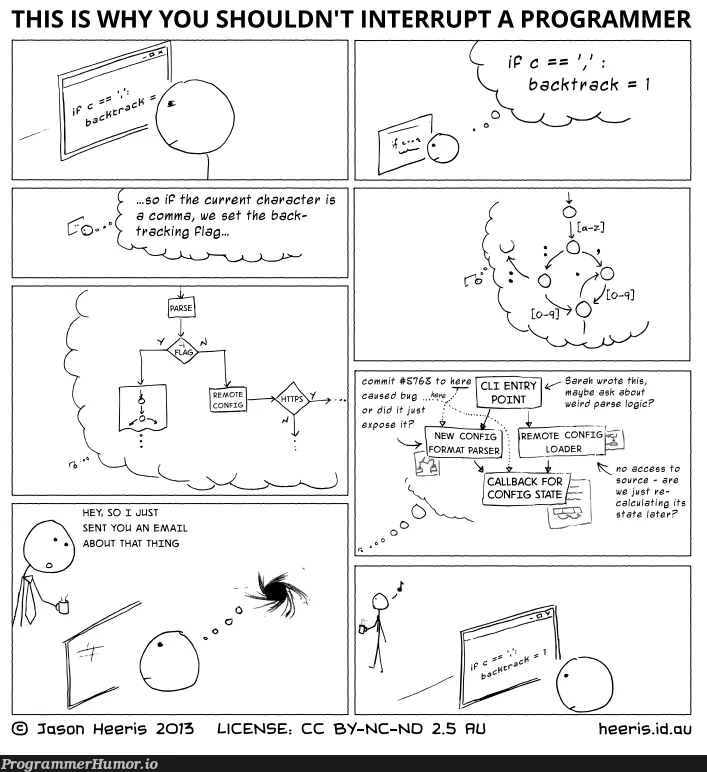 THIS IS WHY YOU SHOULDN'T INTERRUPT A PROGRAMMER
if c == ',':
backtrack =
if c == ',' :
backtrack = 1
...so if the current character is
a comma, we set the back-
tracking flag...
[a-z]
:
,
:
.
[0-9]
[0-9]
PARSE
Y
N
-i
FLAG
REMOTE
CONFIG
HTTPS
Y
N
commit #5763 to here
caused bug
here
or did it just
expose it?
CLI ENTRY
POINT
Sarah wrote this,
maybe ask about
weird parse logic?
NEW CONFIG
FORMAT PARSER
REMOTE CONFIG
LOADER
CALLBACK FOR
CONFIG STATE
no access to
source - are
we just re-
calculating its
state later?
HEY, SO I JUST
SENT YOU AN EMAIL
ABOUT THAT THING
if c == ',':
backtrack = 1
© Jason Heeris 2013 LICENSE: CC BY-NC-ND 2.5 AU heeris.id.au
ProgrammerHumor.io